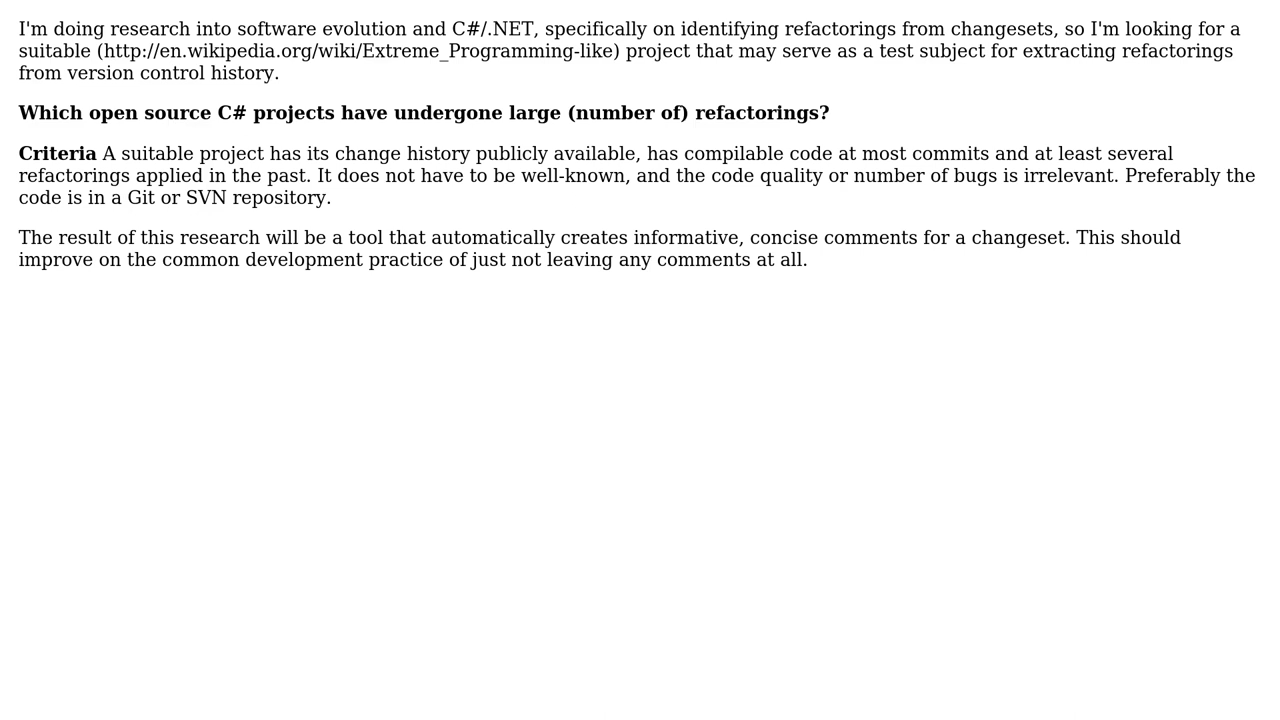 I'm doing research into software evolution and C#/.NET, specifically on identifying refactorings from changesets, so I'm looking for a
suitable (http://en.wikipedia.org/wiki/Extreme_Programming-like) project that may serve as a test subject for extracting refactorings
from version control history.
Which open source C# projects have undergone large (number of) refactorings?
Criteria A suitable project has its change history publicly available, has compilable code at most commits and at least several
refactorings applied in the past. It does not have to be well-known, and the code quality or number of bugs is irrelevant. Preferably the
code is in a Git or SVN repository.
The result of this research will be a tool that automatically creates informative, concise comments for a changeset. This should
improve on the common development practice of just not leaving any comments at all.